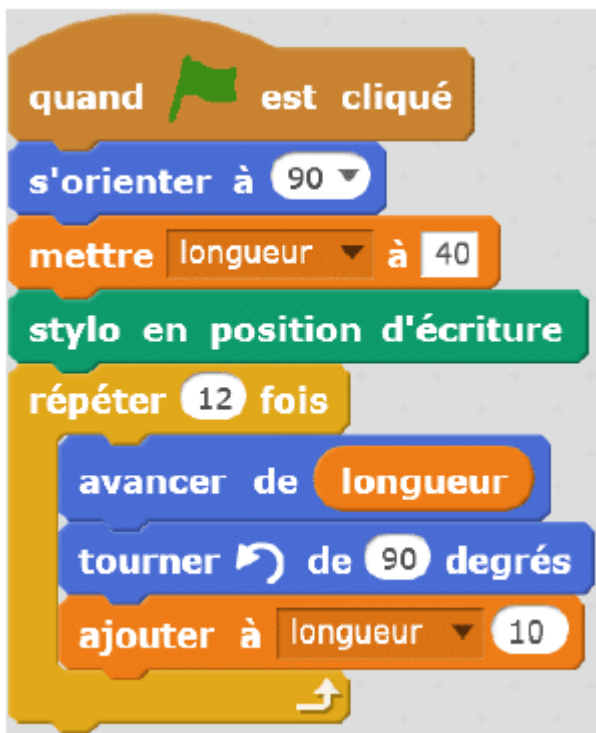 quand est cliqué
s'orienter à 90
mettre longueur à 40
stylo en position d'écriture
répéter 12 fois
avancer de longueur
tourner de 90 degrés
ajouter à longueur 10